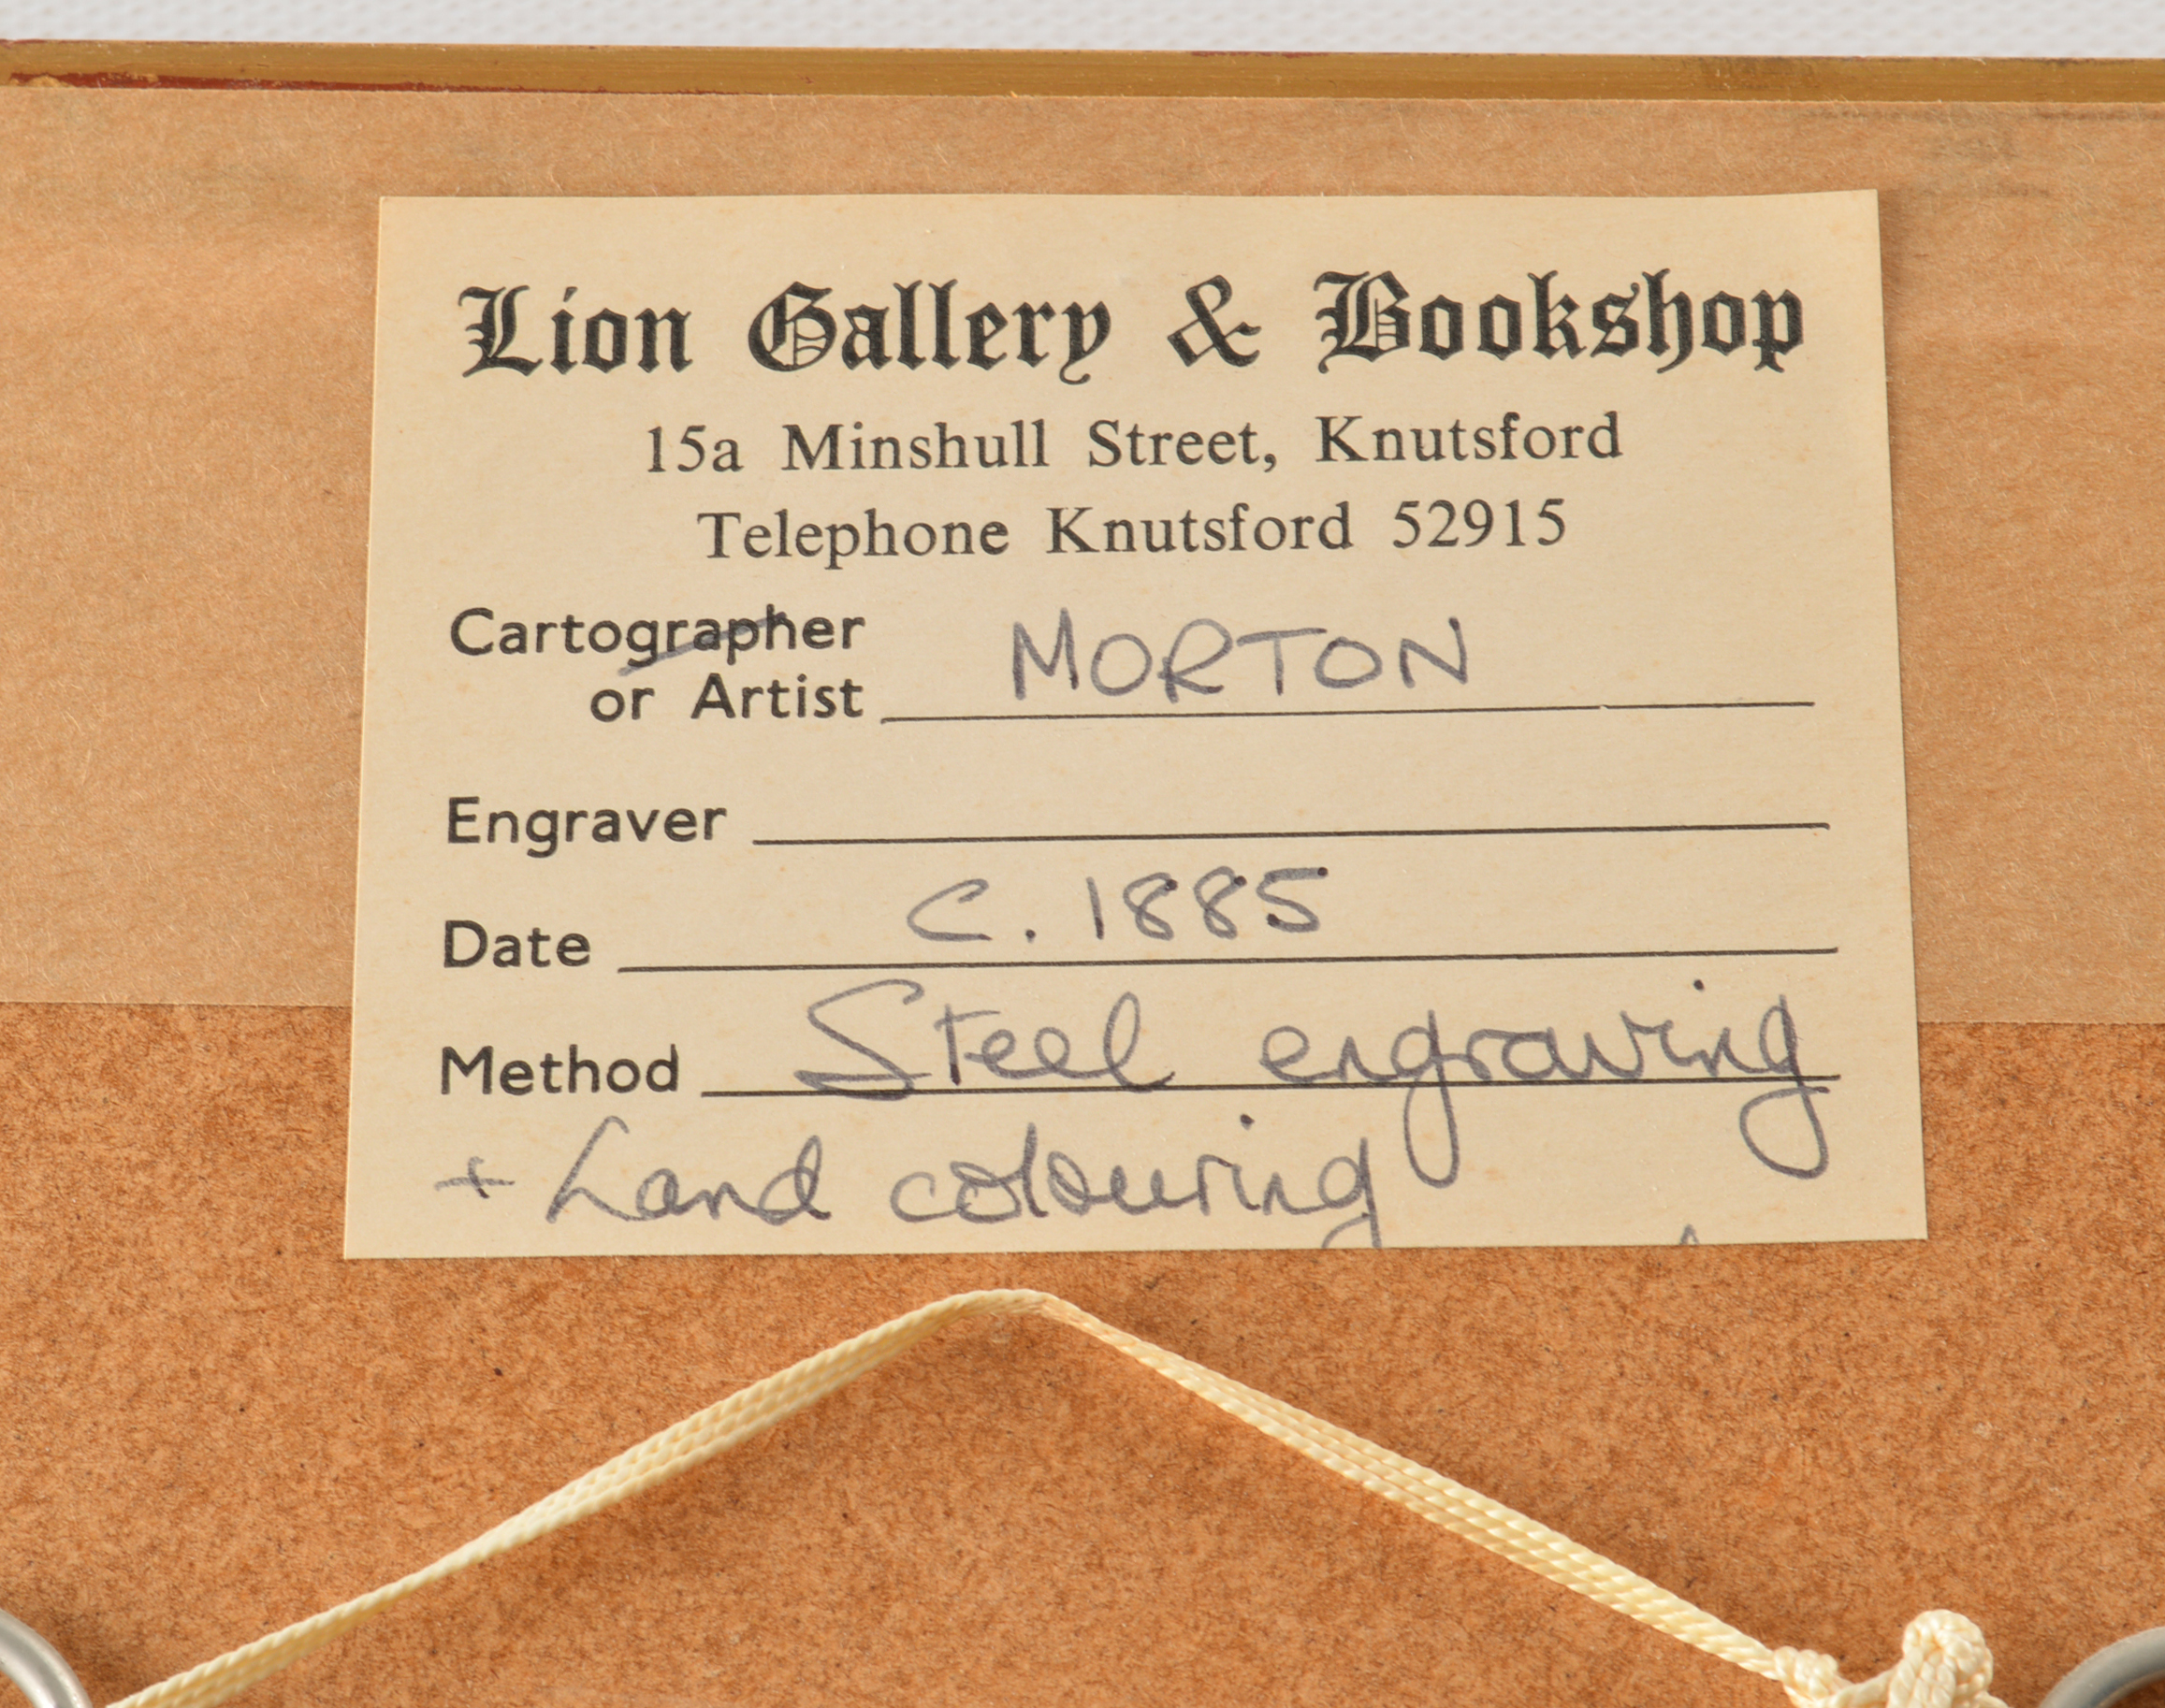 Lion Gallery & Bookshop
15a Minshull Street, Knutsford
Telephone Knutsford 52915
Cartographer
or Artist MORTON
Engraver
Date C. 1885
Method Steel engraving
+ hand colouring